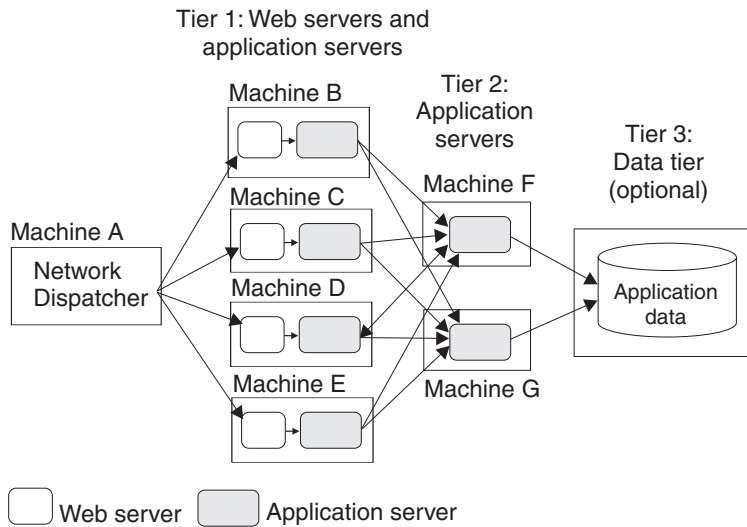 Tier 1: Web servers and
application servers
Machine B
Tier 2:
Application
servers
Tier 3:
Data tier
(optional)
Machine F
Machine C
Machine A
Network
Dispatcher
Machine D
Application
data
Machine E
Machine G
Web server
Application server